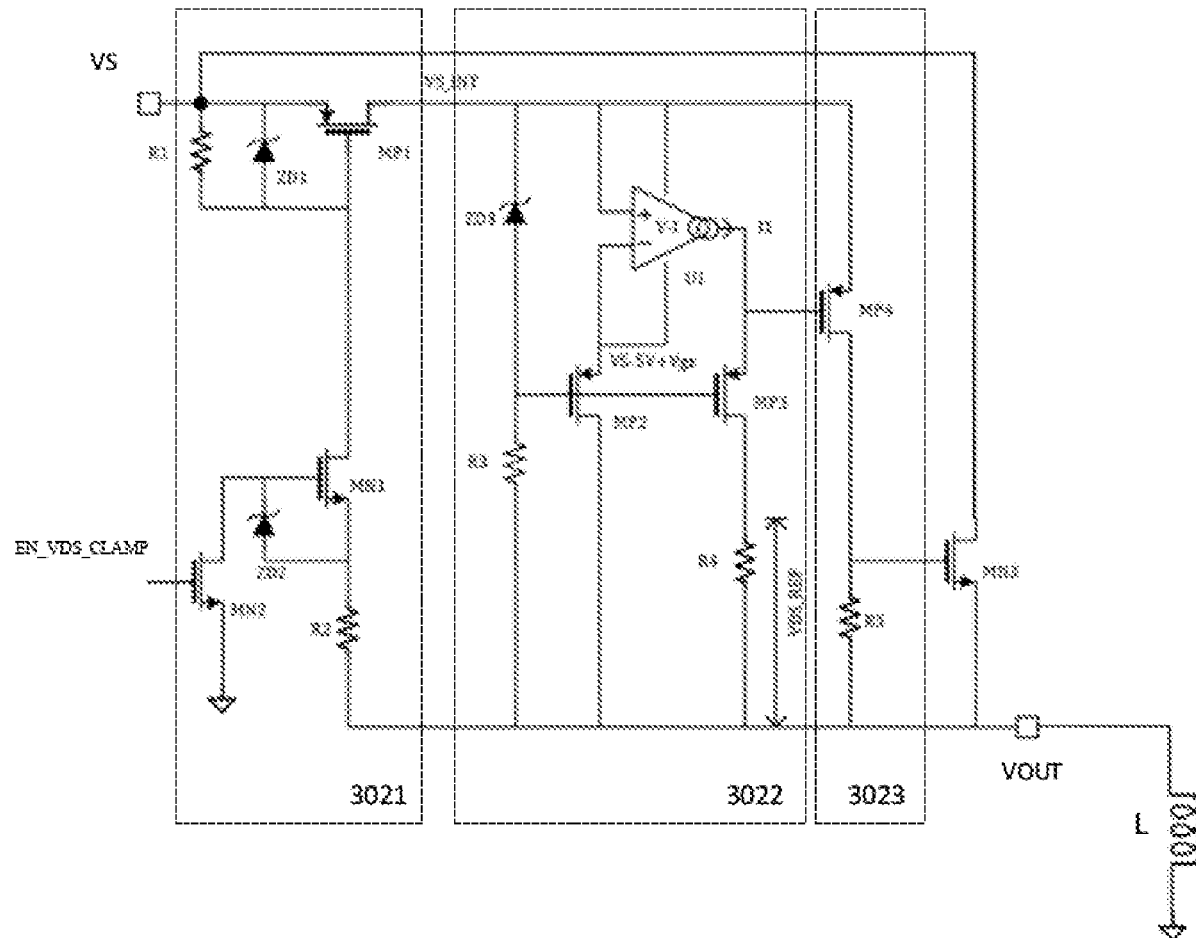 VS
VS_INT
R1
ZD1
MP1
ZD3
V-I
U1
MP4
VS-5V+Vgs
MP2
MP3
R3
MN1
EN_VDS_CLAMP
ZD2
MN2
R2
R4
VDS_REF
R5
MN3
VOUT
3021
3022
3023
L